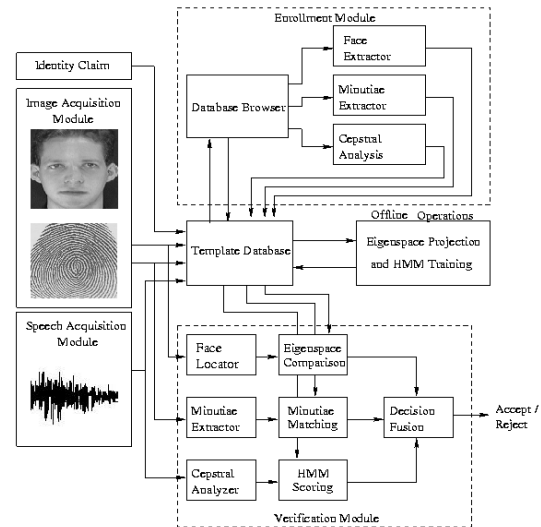 Enrollment Module
Face
Extractor
Identity Claim
Image Acquisition
Module
Database Browser
Minutiae
Extractor
Cepstral
Analysis
Offline Operations
Template Database
Eigenspace Projection
and HMM Training
Speech Acquisition
Module
Face
Locator
Eigenspace
Comparison
Minutiae
Extractor
Minutiae
Matching
Decision
Fusion
Accept /
Reject
Cepstral
Analyzer
HMM
Scoring
Verification Module